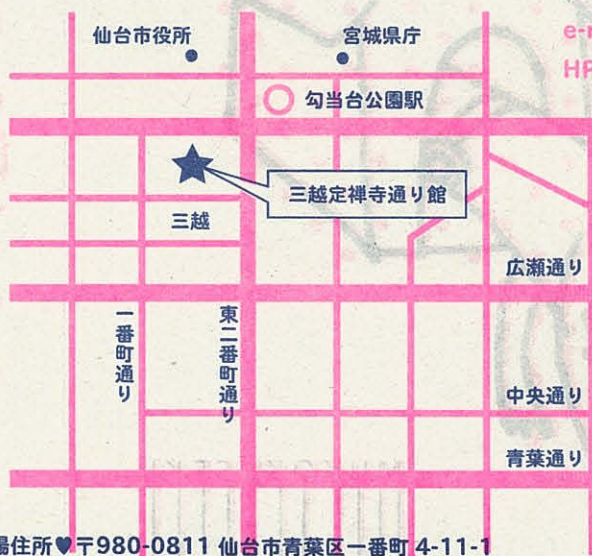 仙台市役所
宮城県庁
e-
HP
勾当台公園駅
三越定禅寺通り館
三越
広瀬通り
一番町通り
東二番町通り
中央通り
青葉通り
場住所♥〒980-0811 仙台市青葉区一番町 4-11-1